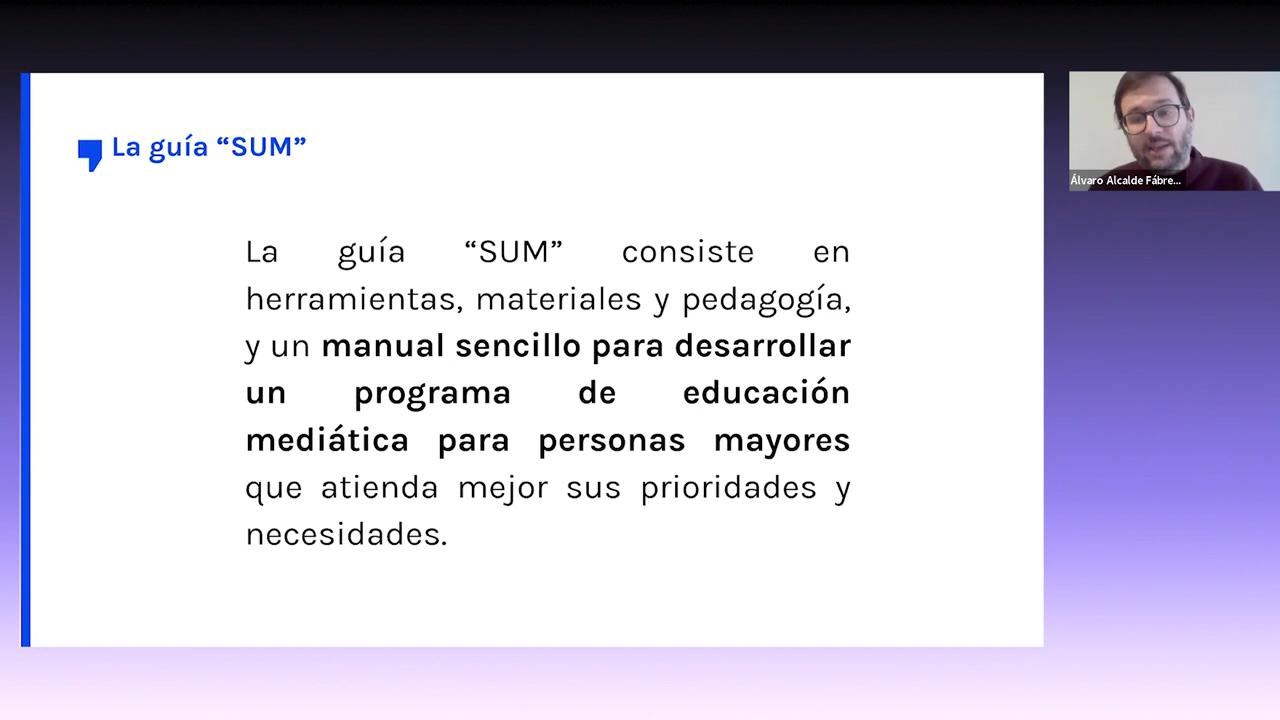 La guía “SUM”
La guía “SUM” consiste en
herramientas, materiales y pedagogía,
y un manual sencillo para desarrollar
un programa de educación
mediática para personas mayores
que atienda mejor sus prioridades y
necesidades.
Álvaro Alcalde Fábre...